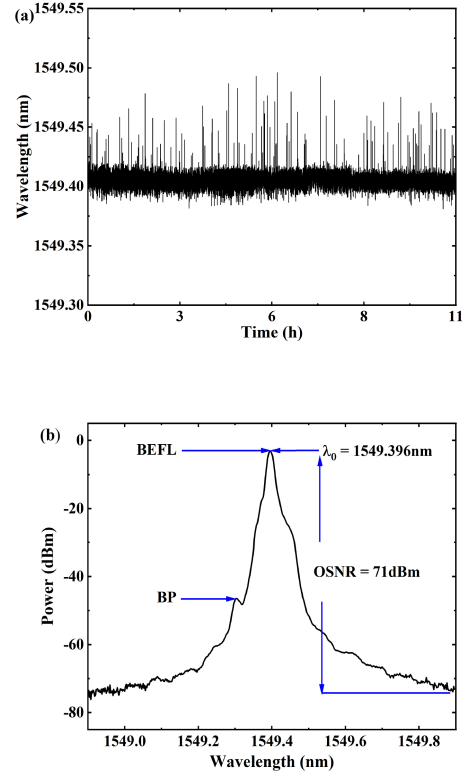 (a)
1549.55
1549.50
1549.45
1549.40
1549.35
1549.30
Wavelength (nm)
0 3 6 8 11
Time (h)
(b)
0
-20
-40
-60
-80
Power (dBm)
BEFL
λ0 = 1549.396nm
OSNR = 71dBm
BP
1549.0 1549.2 1549.4 1549.6 1549.8
Wavelength (nm)